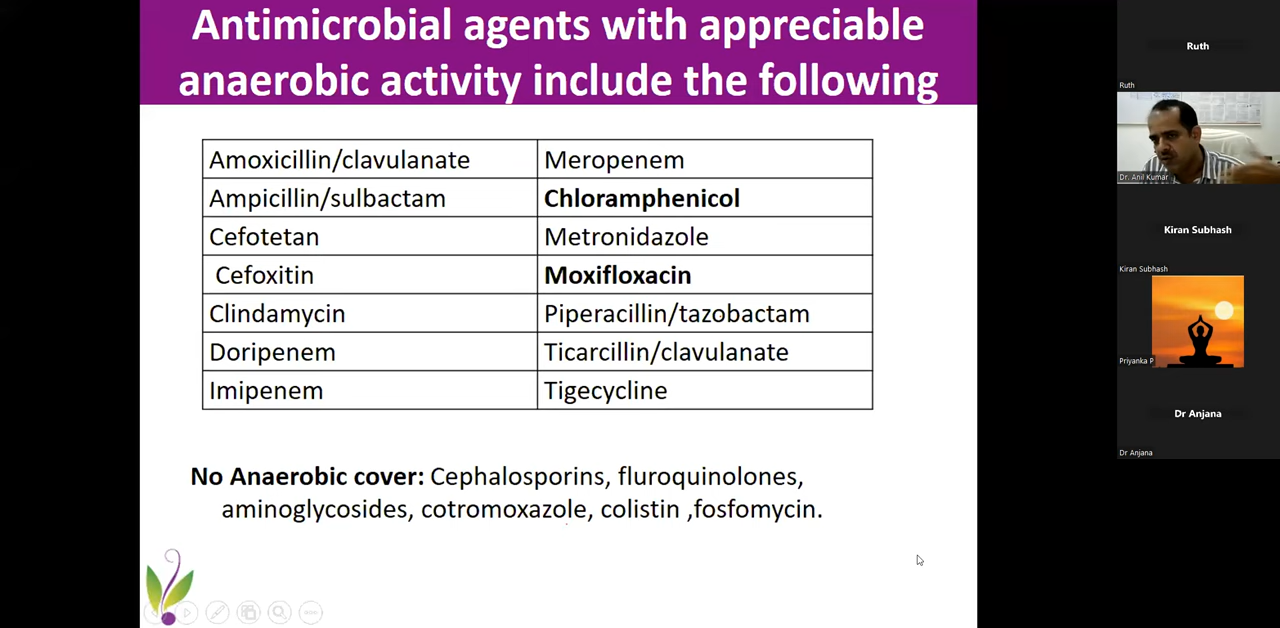 Antimicrobial agents with appreciable
anaerobic activity include the following
Amoxicillin/clavulanate Meropenem
Ampicillin/sulbactam Chloramphenicol
Cefotetan Metronidazole
Cefoxitin Moxifloxacin
Clindamycin Piperacillin/tazobactam
Doripenem Ticarcillin/clavulanate
Imipenem Tigecycline
No Anaerobic cover: Cephalosporins, fluroquinolones,
aminoglycosides, cotromoxazole, colistin ,fosfomycin.
Ruth
Ruth
Dr. Anil Kumar
Kiran Subhash
Kiran Subhash
Priyanka P
Dr Anjana
Dr Anjana